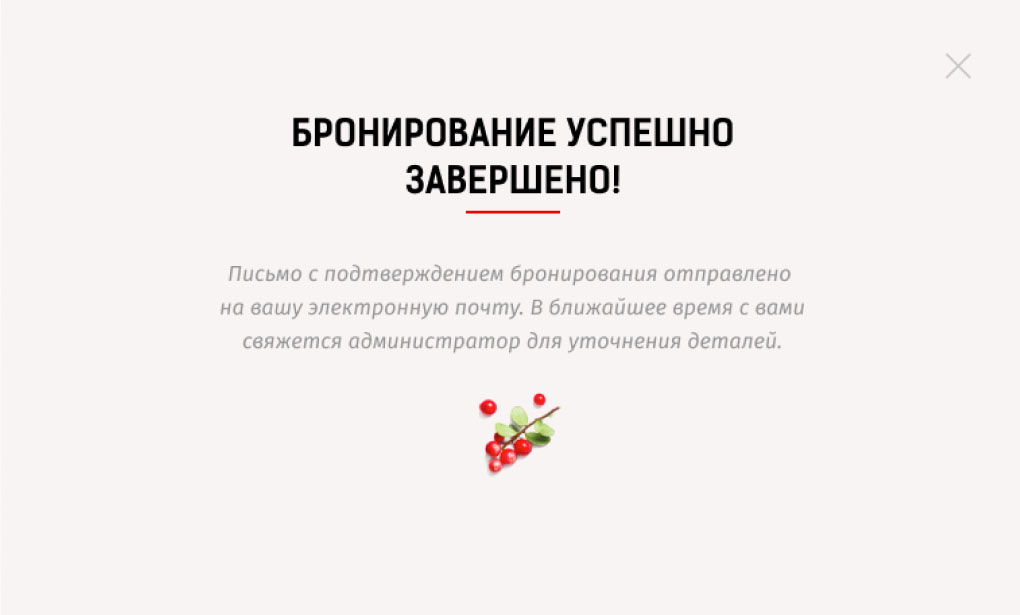 БРОНИРОВАНИЕ УСПЕШНО
ЗАВЕРШЕНО!
Письмо с подтверждением бронирования отправлено
на вашу электронную почту. В ближайшее время с вами
свяжется администратор для уточнения деталей.